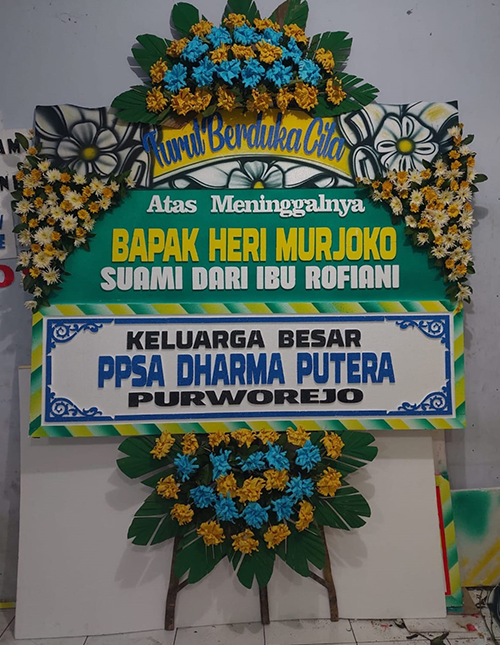 Turut Berduka Cita
Atas Meninggalnya
BAPAK HERI MURJOKO
SUAMI DARI IBU ROFIANI
KELUARGA BESAR
PPSA DHARMA PUTERA
PURWOREJO